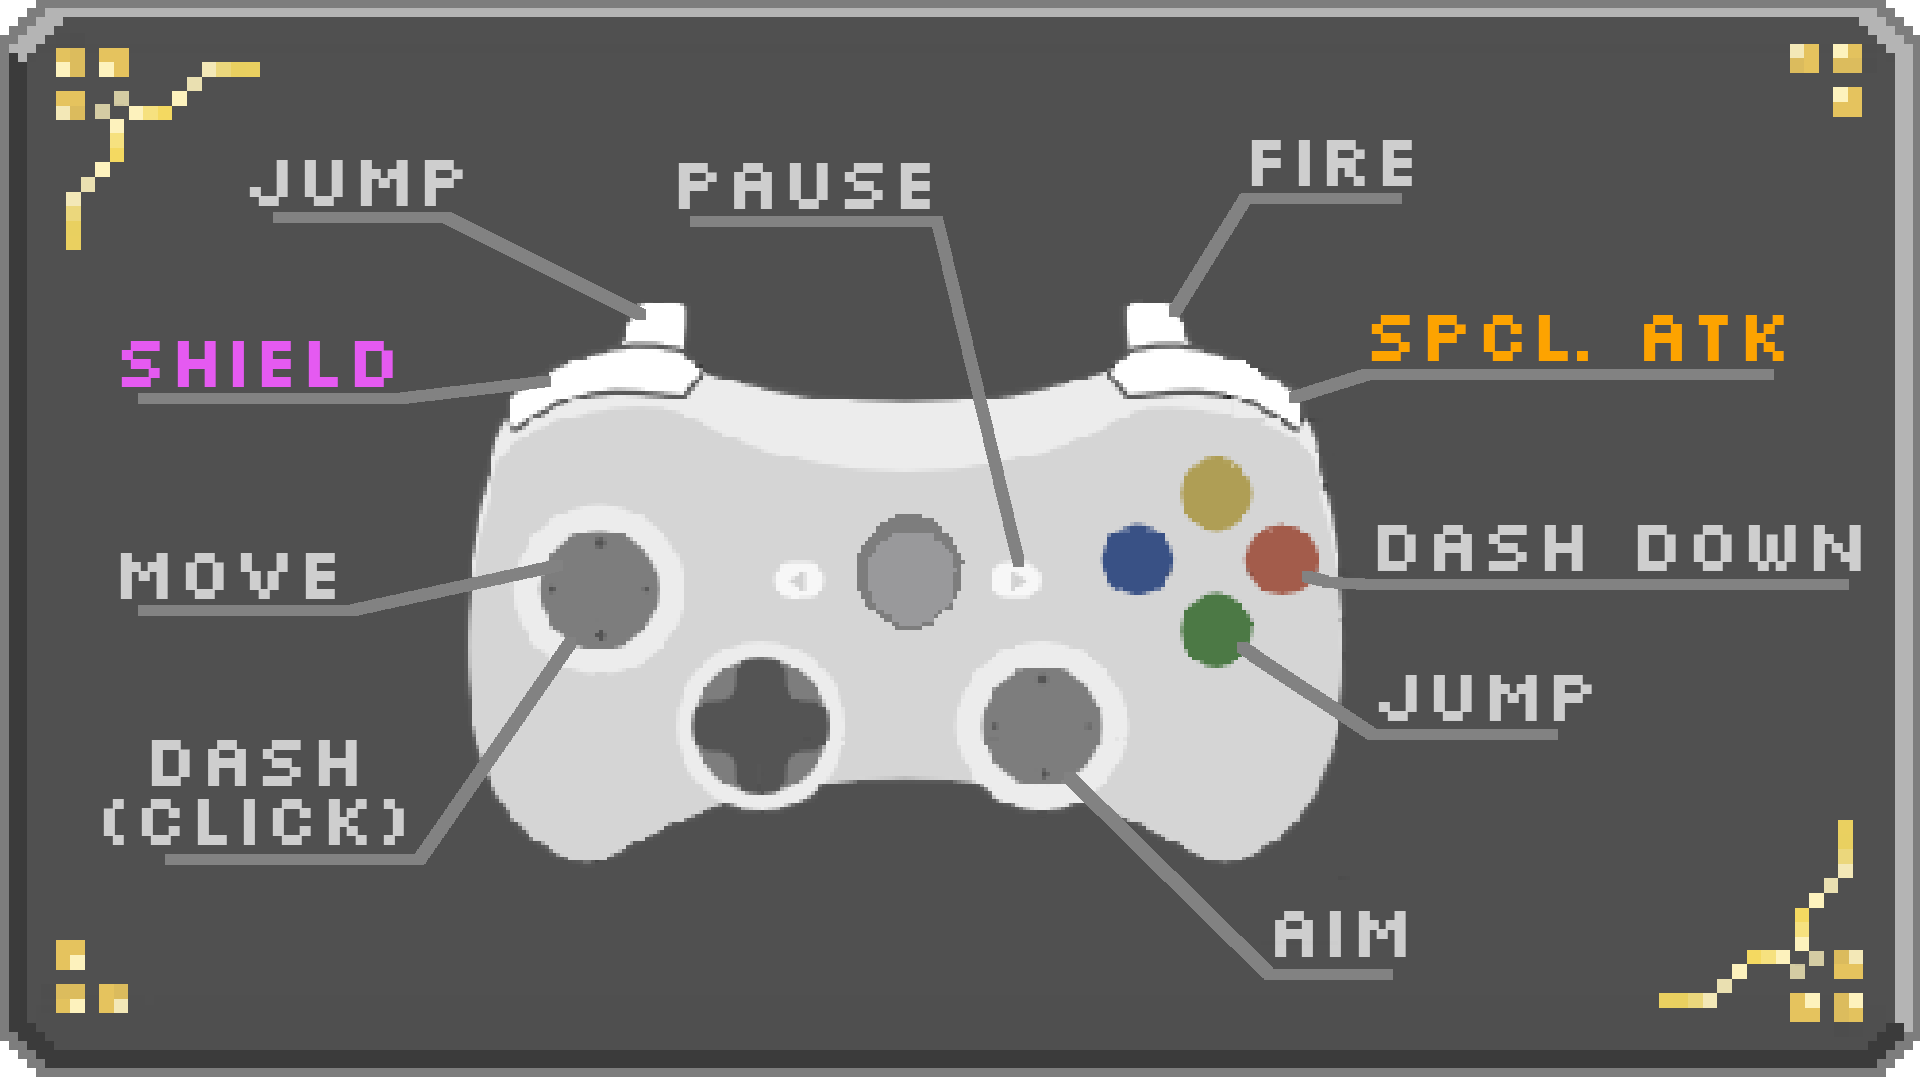 JUMP
PAUSE
FIRE
SHIELD
SPCL. ATK
MOVE
DASH DOWN
JUMP
DASH
(CLICK)
AIM